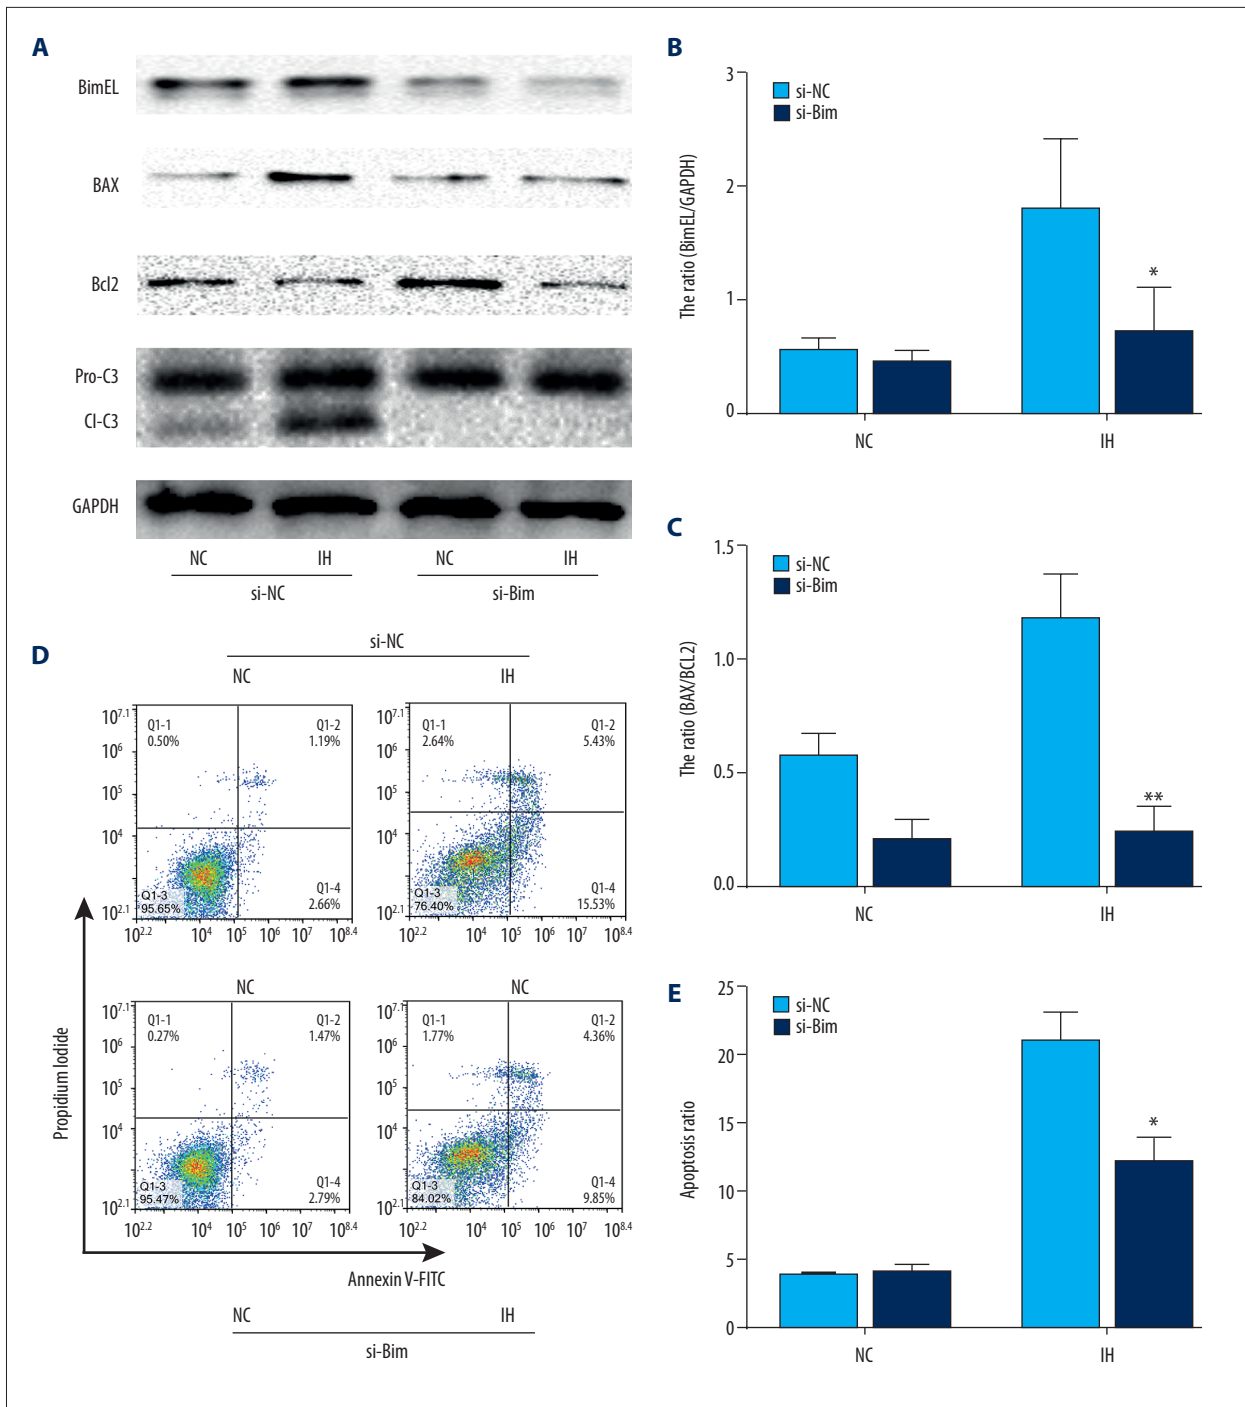 A
BimEL
BAX
Bcl2
Pro-C3
Cl-C3
GAPDH
NC IH NC IH
si-NC si-Bim
B
si-NC
si-Bim
The ratio (BimEL/GAPDH)
3
2
1
0
*
NC IH
C
si-NC
si-Bim
The ratio (BAX/BCL2)
1.5
1.0
0.5
0.0
**
NC IH
D
si-NC
NC IH
Q1-1 Q1-2
0.50% 1.19%
Q1-3 Q1-4
95.65% 2.66%
10^7.1
10^6
10^5
10^4
10^2.1
10^2.2 10^4 10^5 10^6 10^7 10^8.4
Q1-1 Q1-2
2.64% 5.43%
Q1-3 Q1-4
76.40% 15.53%
10^7.1
10^6
10^5
10^4
10^2.1
10^2.2 10^4 10^5 10^6 10^7 10^8.4
NC NC
Q1-1 Q1-2
0.27% 1.47%
Q1-3 Q1-4
95.47% 2.79%
10^7.1
10^6
10^5
10^4
10^2.1
10^2.2 10^4 10^5 10^6 10^7 10^8.4
Q1-1 Q1-2
1.77% 4.36%
Q1-3 Q1-4
84.02% 9.85%
10^7.1
10^6
10^5
10^4
10^2.1
10^2.2 10^4 10^5 10^6 10^7 10^8.4
Propidium Iodide
Annexin V-FITC
NC IH
si-Bim
E
si-NC
si-Bim
Apoptosis ratio
25
20
15
10
5
0
*
NC IH